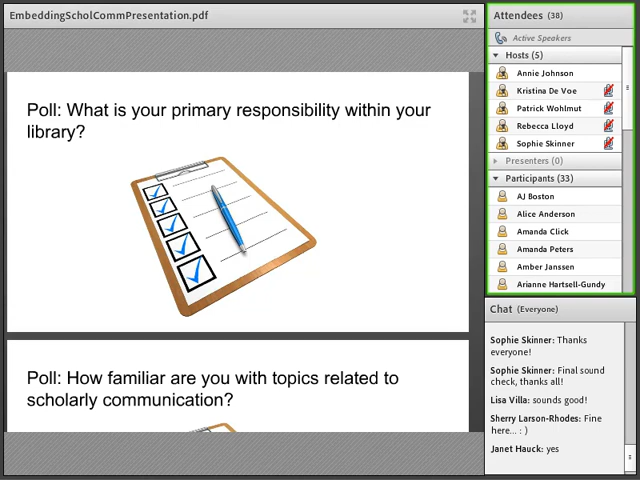 EmbeddingScholCommPresentation.pdf
Poll: What is your primary responsibility within your
library?
Poll: How familiar are you with topics related to
scholarly communication?
Attendees (38)
Active Speakers
Hosts (5)
Annie Johnson
Kristina De Voe
Patrick Wohlmut
Rebecca Lloyd
Sophie Skinner
Presenters (0)
Participants (33)
AJ Boston
Alice Anderson
Amanda Click
Amanda Peters
Amber Janssen
Arianne Hartsell-Gundy
Chat (Everyone)
Sophie Skinner: Thanks
everyone!
Sophie Skinner: Final sound
check, thanks all!
Lisa Villa: sounds good!
Sherry Larson-Rhodes: Fine
here... : )
Janet Hauck: yes